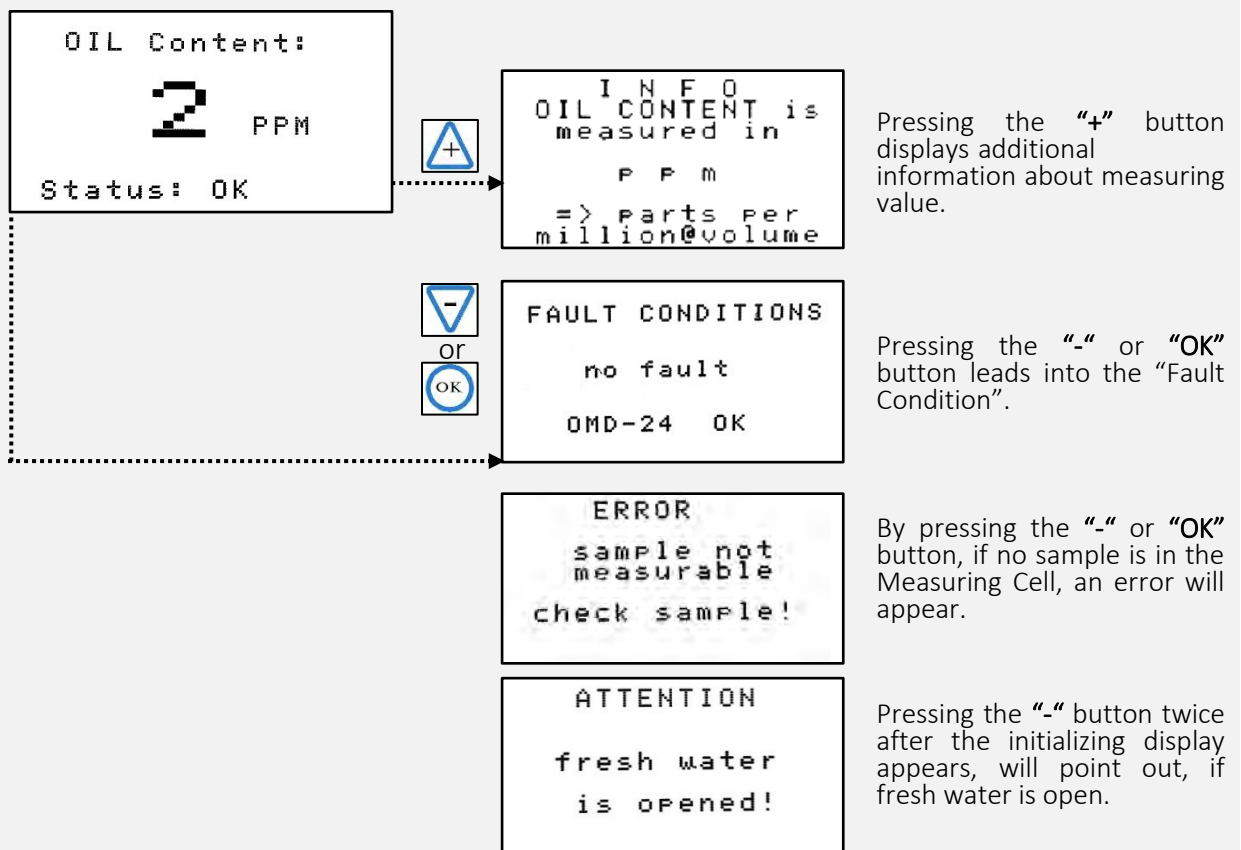 OIL Content:
2 PPM
Status: OK
+
I N F O
OIL CONTENT is
measured in
P P m
=> parts per
million@volume
Pressing the "+" button
displays additional
information about measuring
value.
-
or
OK
FAULT CONDITIONS
no fault
OMD-24 OK
Pressing the "-" or "OK"
button leads into the "Fault
Condition".
ERROR
sample not
measurable
check sample!
By pressing the "-" or "OK"
button, if no sample is in the
Measuring Cell, an error will
appear.
ATTENTION
fresh water
is opened!
Pressing the "-" button twice
after the initializing display
appears, will point out, if
fresh water is open.